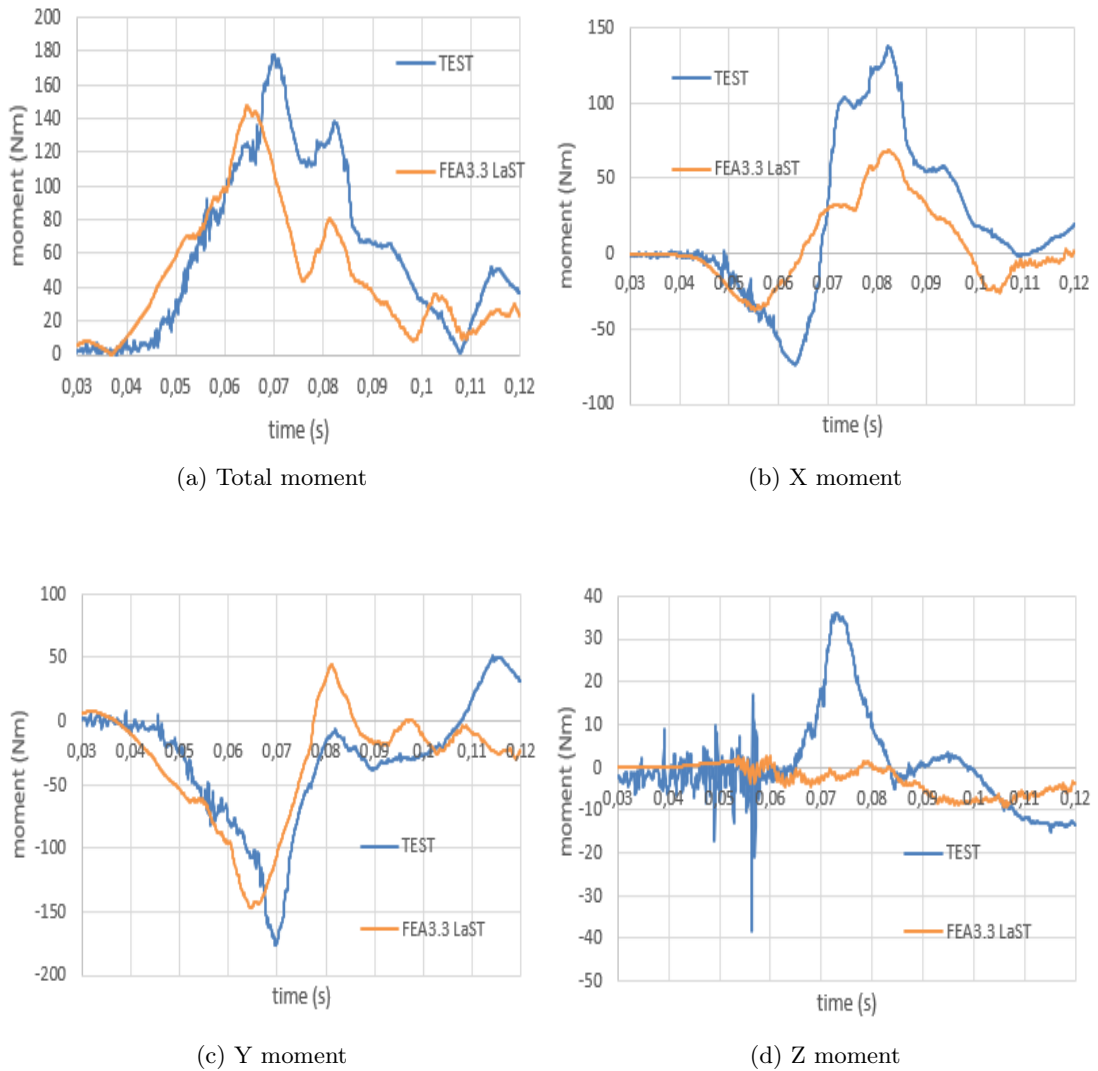 200
180
160
140
120
100
80
60
40
20
0
moment (Nm)
TEST
FEA3.3 LaST
0,03 0,04 0,05 0,06 0,07 0,08 0,09 0,1 0,11 0,12
time (s)
(a) Total moment
150
100
50
0
-50
-100
moment (Nm)
TEST
FEA3.3 LaST
0,03 0,04 0,05 0,06 0,07 0,08 0,09 0,1 0,11 0,12
time (s)
(b) X moment
100
50
0
-50
-100
-150
-200
moment (Nm)
0,03 0,04 0,05 0,06 0,07 0,08 0,09 0,1 0,11 0,12
TEST
FEA3.3 LaST
time (s)
(c) Y moment
40
30
20
10
0
-10
-20
-30
-40
-50
moment (Nm)
0,03 0,04 0,05 0,06 0,07 0,08 0,09 0,1 0,11 0,12
TEST
FEA3.3 LaST
time (s)
(d) Z moment